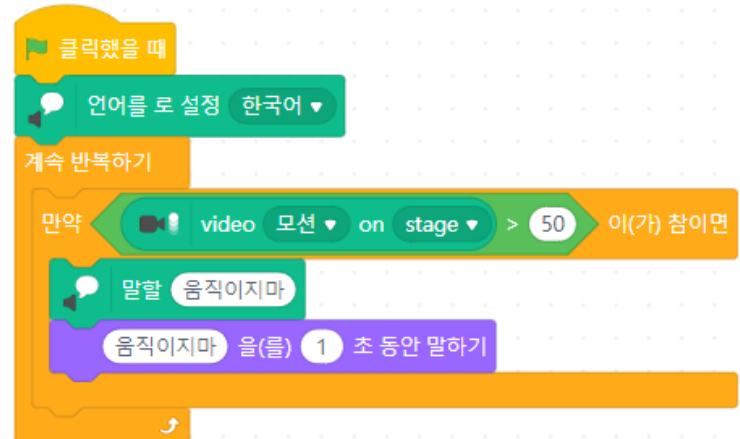 클릭했을 때
언어를 로 설정 한국어
계속 반복하기
만약 video 모션 on stage > 50 이(가) 참이면
말할 움직이지마
움직이지마 을(를) 1 초 동안 말하기